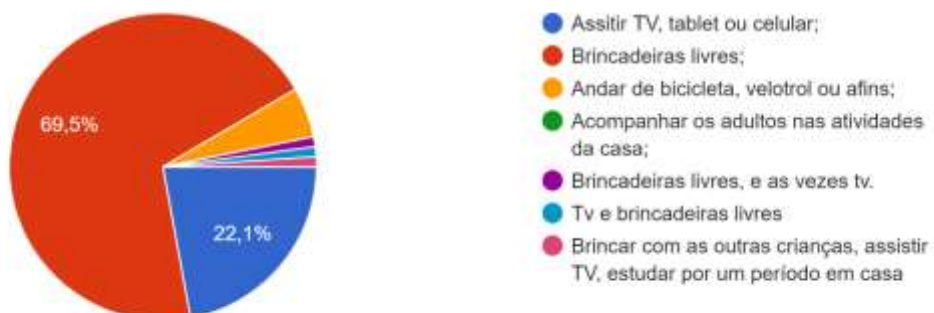 69,5%
22,1%
Assitir TV, tablet ou celular;
Brincadeiras livres;
Andar de bicicleta, velotrol ou afins;
Acompanhar os adultos nas atividades
da casa;
Brincadeiras livres, e as vezes tv.
Tv e brincadeiras livres
Brincar com as outras crianças, assistir
TV, estudar por um período em casa